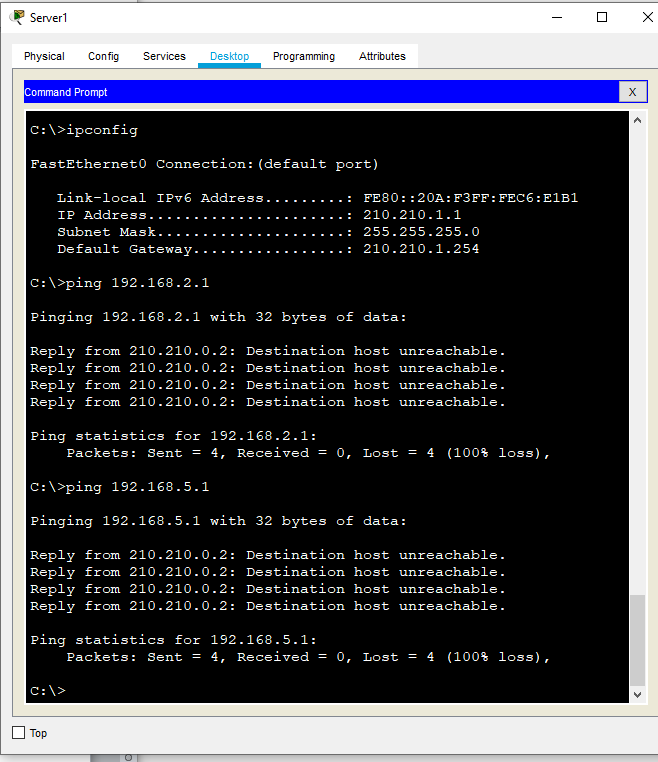 Server1
Physical Config Services Desktop Programming Attributes
Command Prompt X
C:\>ipconfig
FastEthernet0 Connection:(default port)
Link-local IPv6 Address.........: FE80::20A:F3FF:FEC6:E1B1
IP Address......................: 210.210.1.1
Subnet Mask.....................: 255.255.255.0
Default Gateway.................: 210.210.1.254
C:\>ping 192.168.2.1
Pinging 192.168.2.1 with 32 bytes of data:
Reply from 210.210.0.2: Destination host unreachable.
Reply from 210.210.0.2: Destination host unreachable.
Reply from 210.210.0.2: Destination host unreachable.
Reply from 210.210.0.2: Destination host unreachable.
Ping statistics for 192.168.2.1:
Packets: Sent = 4, Received = 0, Lost = 4 (100% loss),
C:\>ping 192.168.5.1
Pinging 192.168.5.1 with 32 bytes of data:
Reply from 210.210.0.2: Destination host unreachable.
Reply from 210.210.0.2: Destination host unreachable.
Reply from 210.210.0.2: Destination host unreachable.
Reply from 210.210.0.2: Destination host unreachable.
Ping statistics for 192.168.5.1:
Packets: Sent = 4, Received = 0, Lost = 4 (100% loss),
C:\>
Top